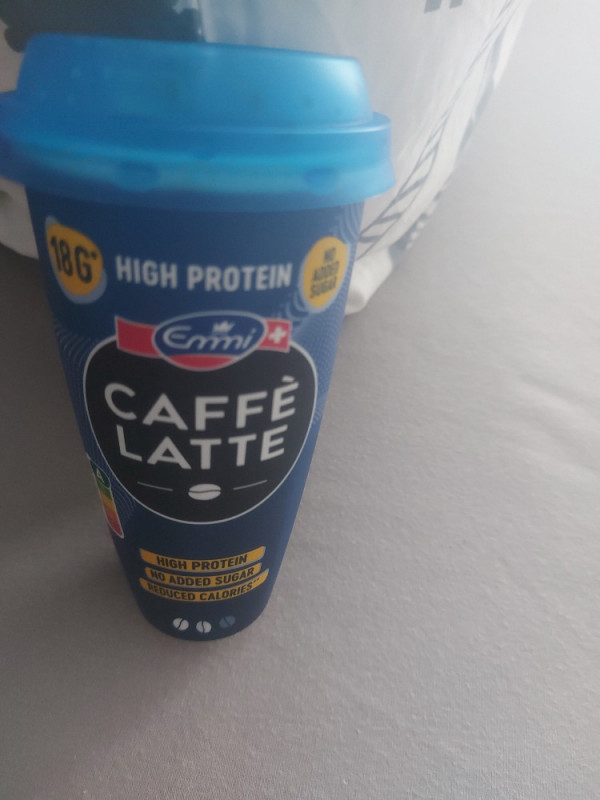 18G*
HIGH PROTEIN
NO
ADDED
SUGAR
Emmi
CAFFÈ
LATTE
HIGH PROTEIN
NO ADDED SUGAR
REDUCED CALORIES**
A